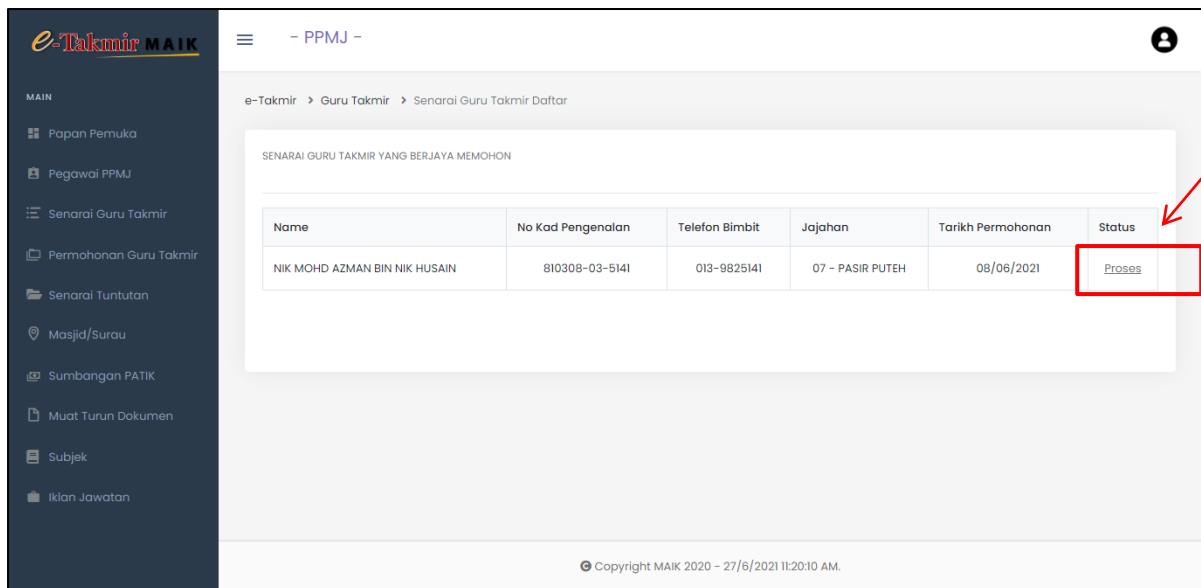 e-Takmir MAIK
- PPMJ -
MAIN
Papan Pemuka
Pegawai PPMJ
Senarai Guru Takmir
Permohonan Guru Takmir
Senarai Tuntutan
Masjid/Surau
Sumbangan PATIK
Muat Turun Dokumen
Subjek
Iklan Jawatan
e-Takmir > Guru Takmir > Senarai Guru Takmir Daftar
SENARAI GURU TAKMIR YANG BERJAYA MEMOHON
Name No Kad Pengenalan Telefon Bimbit Jajahan Tarikh Permohonan Status
NIK MOHD AZMAN BIN NIK HUSAIN 810308-03-5141 013-9825141 07 - PASIR PUTEH 08/06/2021 Proses
Copyright MAIK 2020 - 27/6/2021 11:20:10 AM.